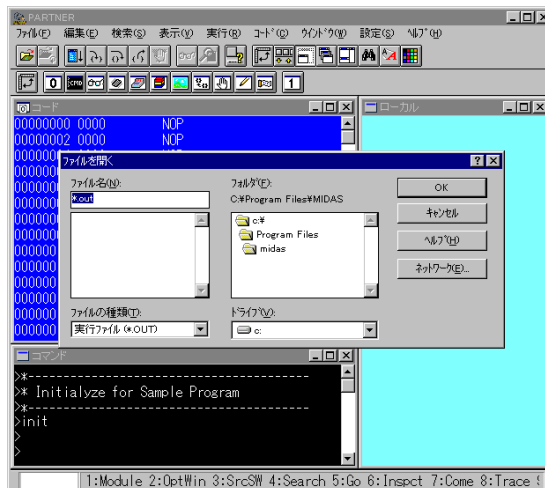 PARTNER
ﾌｧｲﾙ(F) 編集(E) 検索(S) 表示(V) 実行(R) ｺｰﾄﾞ(C) ｳｨﾝﾄﾞｳ(W) 設定(S) ﾍﾙﾌﾟ(H)
0 CMD 1
コード
ローカル
00000000 0000 NOP
00000002 0000 NOP
ファイルを開く
ﾌｧｲﾙ名(N):
*.out
ﾌｫﾙﾀﾞ(F):
C:¥Program Files¥MIDAS
c:¥
Program Files
midas
OK
ｷｬﾝｾﾙ
ﾍﾙﾌﾟ(H)
ﾈｯﾄﾜｰｸ(E)...
ﾌｧｲﾙの種類(T):
実行ﾌｧｲﾙ (*.OUT)
ﾄﾞﾗｲﾌﾞ(V):
c:
コマンド
>*---------------------------------------
>* Initialyze for Sample Program
>*---------------------------------------
>init
>
>
1:Module 2:OptWin 3:SrcSW 4:Search 5:Go 6:Inspct 7:Come 8:Trace